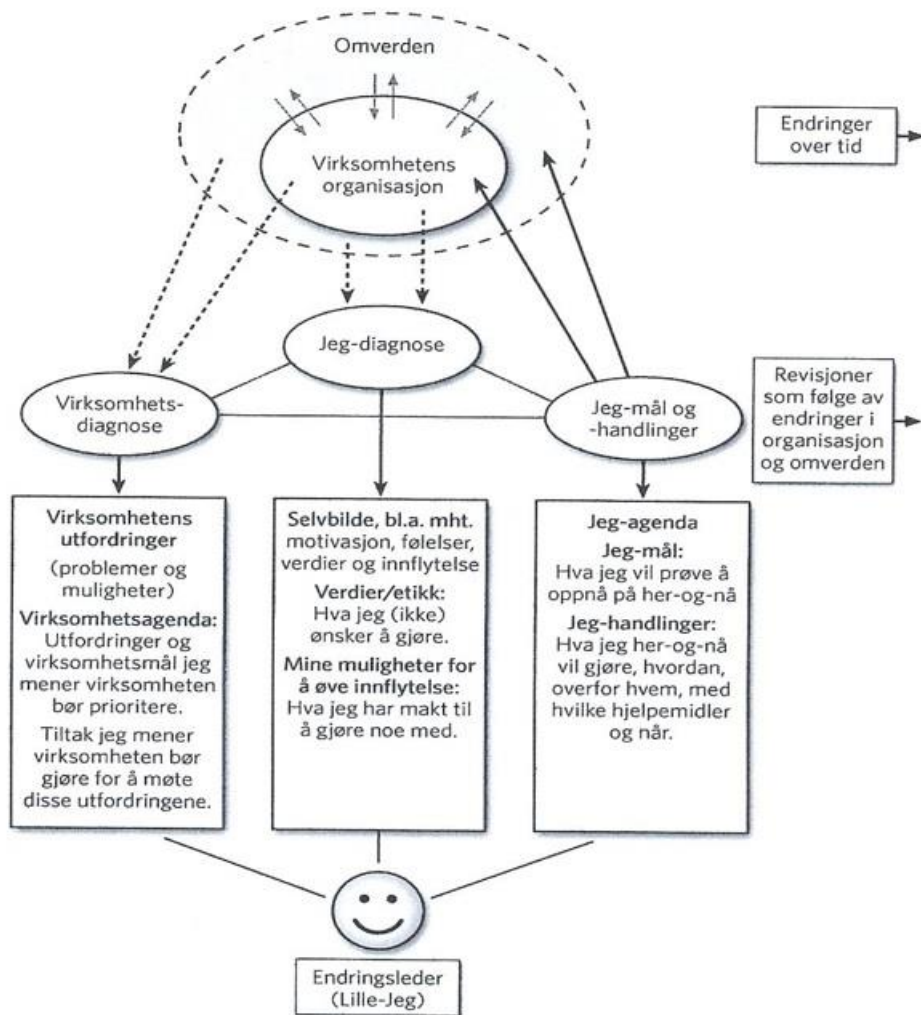 Omverden
Virksomhetens
organisasjon
Endringer
over tid
Jeg-diagnose
Virksomhets-
diagnose
Jeg-mål og
-handlinger
Revisjoner
som følge av
endringer i
organisasjon
og omverden
Virksomhetens
utfordringer
(problemer og
muligheter)
Virksomhetsagenda:
Utfordringer og
virksomhetsmål jeg
mener virksomheten
bør prioritere.
Tiltak jeg mener
virksomheten bør
gjøre for å møte
disse utfordringene.
Selvbilde, bl.a. mht.
motivasjon, følelser,
verdier og innflytelse
Verdier/etikk:
Hva jeg (ikke)
ønsker å gjøre.
Mine muligheter for
å øve innflytelse:
Hva jeg har makt til
å gjøre noe med.
Jeg-agenda
Jeg-mål:
Hva jeg vil prøve å
oppnå på her-og-nå
Jeg-handlinger:
Hva jeg her-og-nå
vil gjøre, hvordan,
overfor hvem, med
hvilke hjelpemidler
og når.
Endringsleder
(Lille-Jeg)